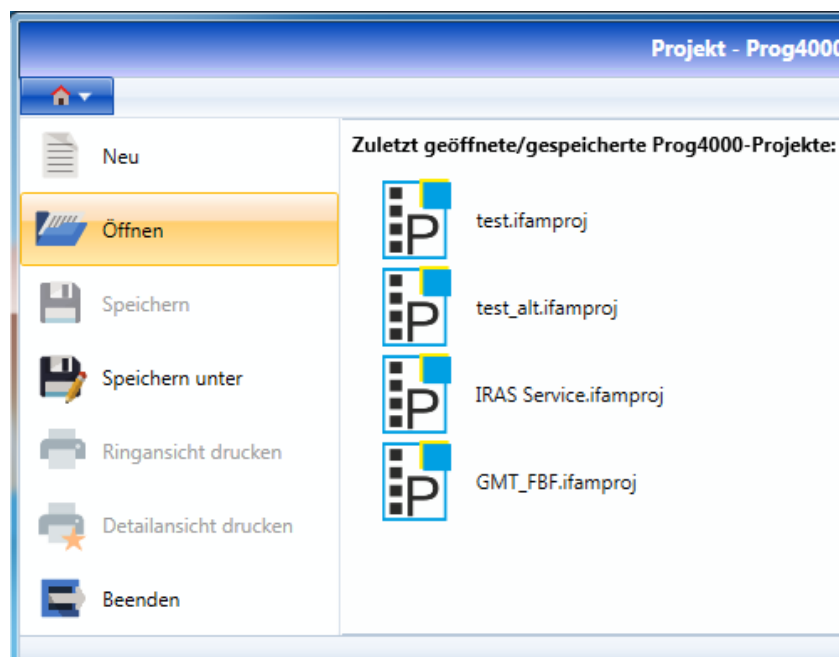 Projekt - Prog4000
Neu
Öffnen
Speichern
Speichern unter
Ringansicht drucken
Detailansicht drucken
Beenden
Zuletzt geöffnete/gespeicherte Prog4000-Projekte:
P test.ifamproj
P test_alt.ifamproj
P IRAS Service.ifamproj
P GMT_FBF.ifamproj